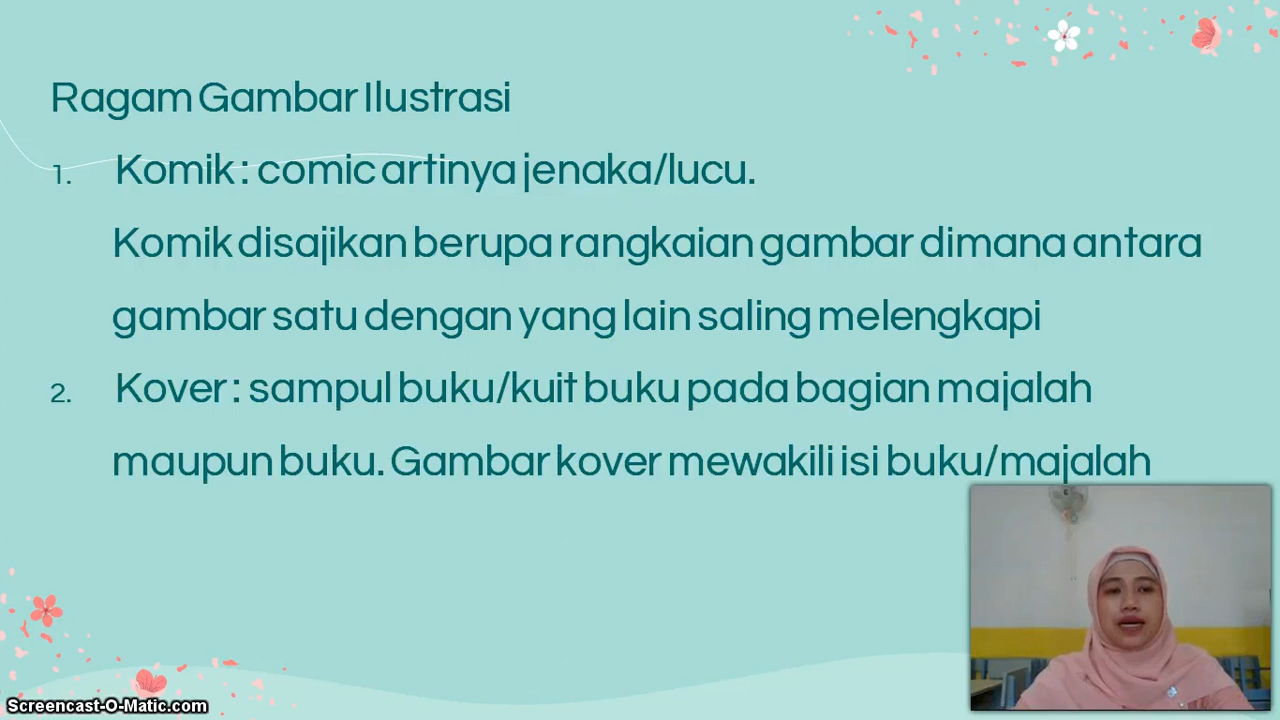 Ragam Gambar Ilustrasi
1. Komik : comic artinya jenaka/lucu.
Komik disajikan berupa rangkaian gambar dimana antara
gambar satu dengan yang lain saling melengkapi
2. Kover : sampul buku/kuit buku pada bagian majalah
maupun buku. Gambar kover mewakili isi buku/majalah
Screencast-O-Matic.com